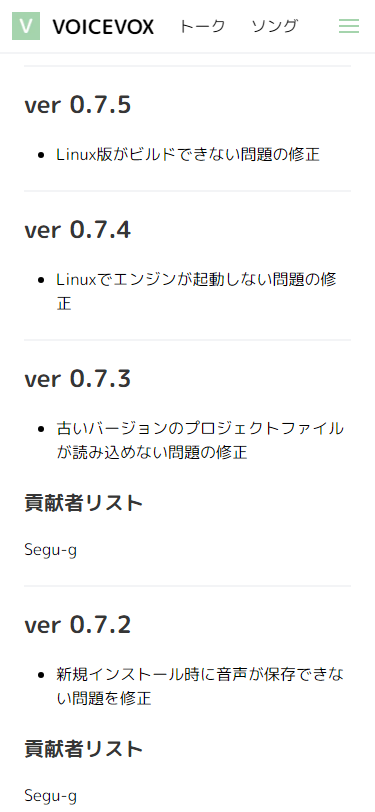 V VOICEVOX トーク ソング
ver 0.7.5
Linux版がビルドできない問題の修正
ver 0.7.4
Linuxでエンジンが起動しない問題の修
正
ver 0.7.3
古いバージョンのプロジェクトファイル
が読み込めない問題の修正
貢献者リスト
Segu-g
ver 0.7.2
新規インストール時に音声が保存できな
い問題を修正
貢献者リスト
Segu-g